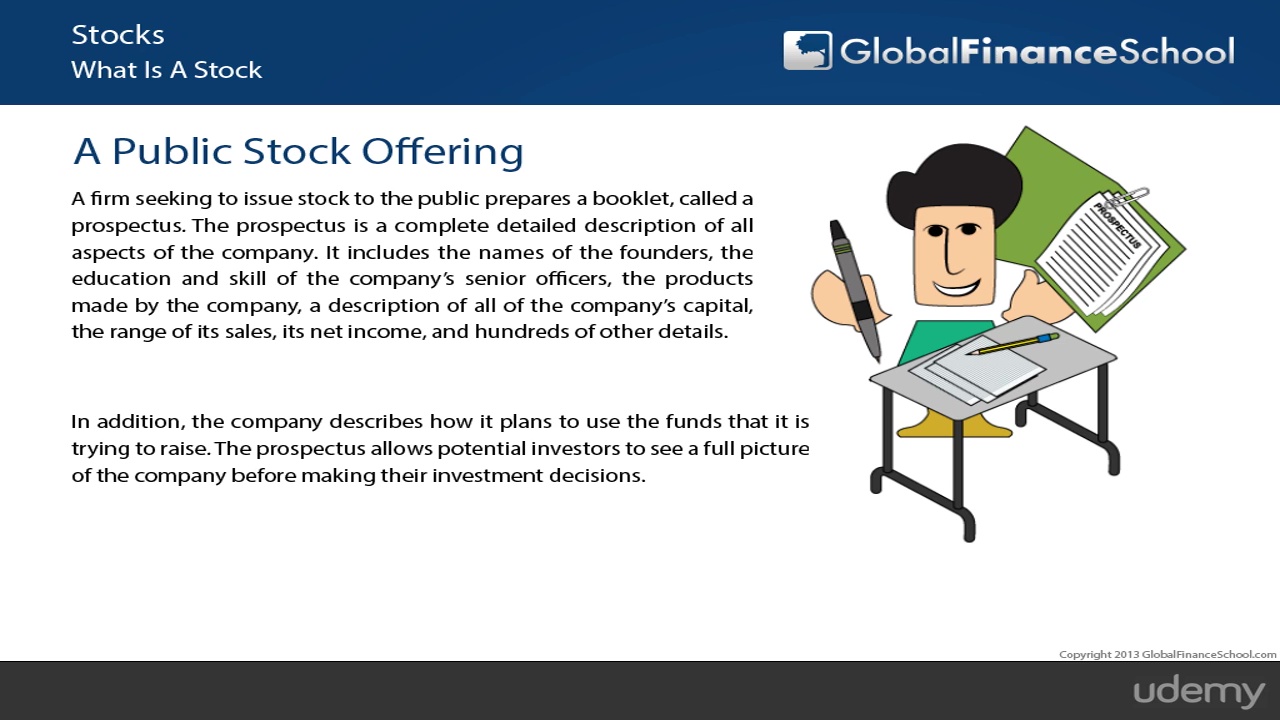 Stocks
What Is A Stock
GlobalFinanceSchool
A Public Stock Offering
A firm seeking to issue stock to the public prepares a booklet, called a
prospectus. The prospectus is a complete detailed description of all
aspects of the company. It includes the names of the founders, the
education and skill of the company's senior officers, the products
made by the company, a description of all of the company's capital,
the range of its sales, its net income, and hundreds of other details.
In addition, the company describes how it plans to use the funds that it is
trying to raise. The prospectus allows potential investors to see a full picture
of the company before making their investment decisions.
PROSPECTUS
Copyright 2013 GlobalFinanceSchool.com
udemy